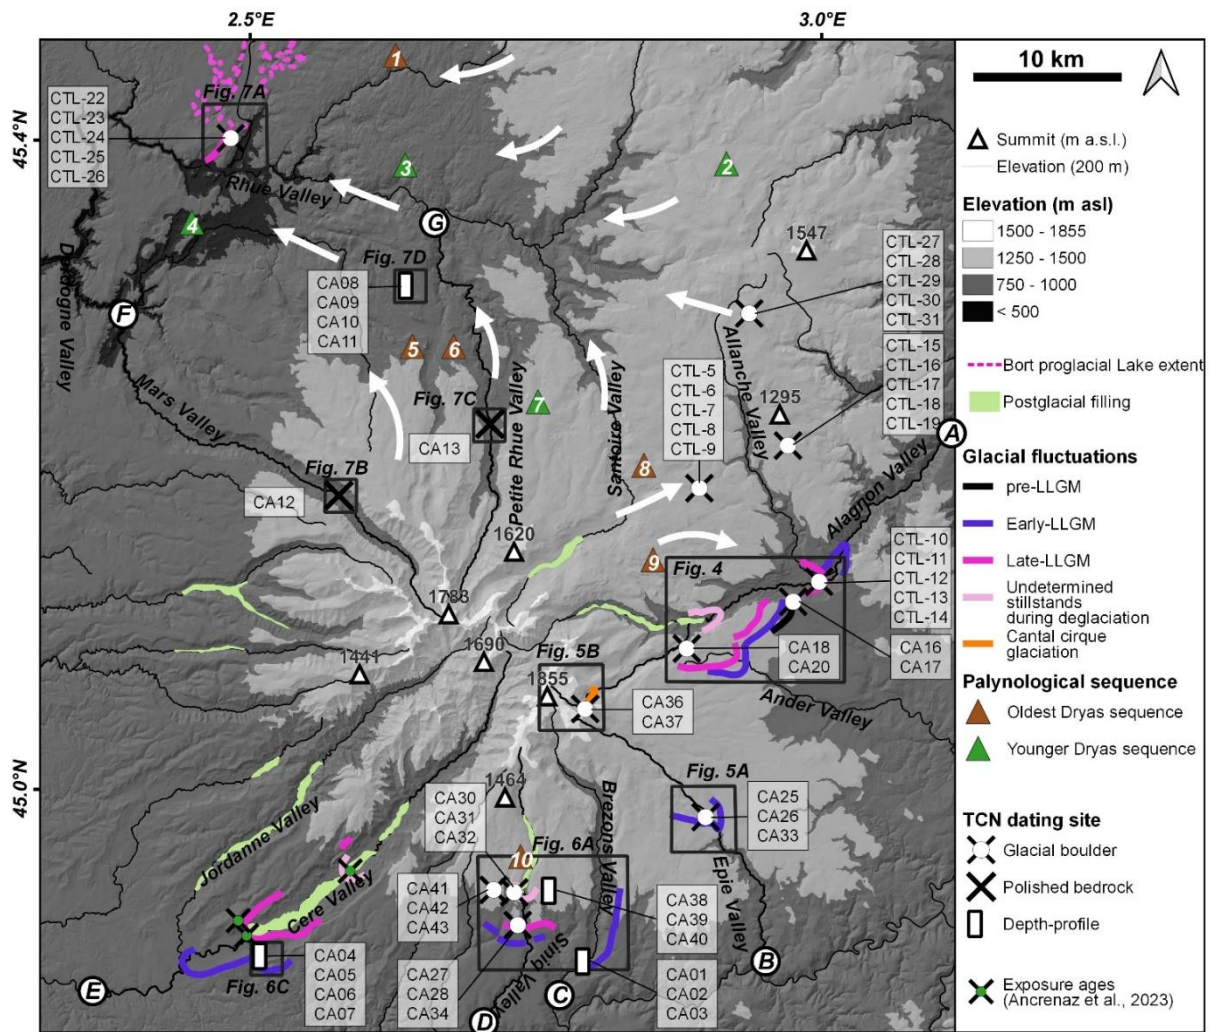 2.5°E
3.0°E
45.4°N
45.0°N
1
Fig. 7A
CTL-22
CTL-23
CTL-24
CTL-25
CTL-26
Rhue Valley
3
2
4
G
1547
Fig. 7D
CA08
CA09
CA10
CA11
CTL-27
CTL-28
CTL-29
CTL-30
CTL-31
Dordogne Valley
F
5
6
Mars Valley
Petite Rhue Valley
Santoire Valley
Allanche Valley
CTL-5
CTL-6
CTL-7
CTL-8
CTL-9
CTL-15
CTL-16
CTL-17
CTL-18
CTL-19
1295
7
Fig. 7C
CA13
A
Fig. 7B
CA12
8
Alagnon Valley
1620
9
Fig. 4
CTL-10
CTL-11
CTL-12
CTL-13
CTL-14
1783
1690
1441
Fig. 5B
1855
CA18
CA20
CA16
CA17
CA36
CA37
Ander Valley
1464
CA30
CA31
CA32
Brezons Valley
Fig. 5A
CA25
CA26
CA33
Epie Valley
Jordanne Valley
Cere Valley
10
Fig. 6A
CA41
CA42
CA43
CA38
CA39
CA40
Siniq Valley
CA04
CA05
CA06
CA07
CA27
CA28
CA34
CA01
CA02
CA03
E
Fig. 6C
D
C
B
10 km
Summit (m a.s.l.)
Elevation (200 m)
Elevation (m asl)
1500 - 1855
1250 - 1500
750 - 1000
< 500
Bort proglacial Lake extent
Postglacial filling
Glacial fluctuations
pre-LLGM
Early-LLGM
Late-LLGM
Undetermined
stillstands
during deglaciation
Cantal cirque
glaciation
Palynological sequence
Oldest Dryas sequence
Younger Dryas sequence
TCN dating site
Glacial boulder
Polished bedrock
Depth-profile
Exposure ages
(Ancrenaz et al., 2023)